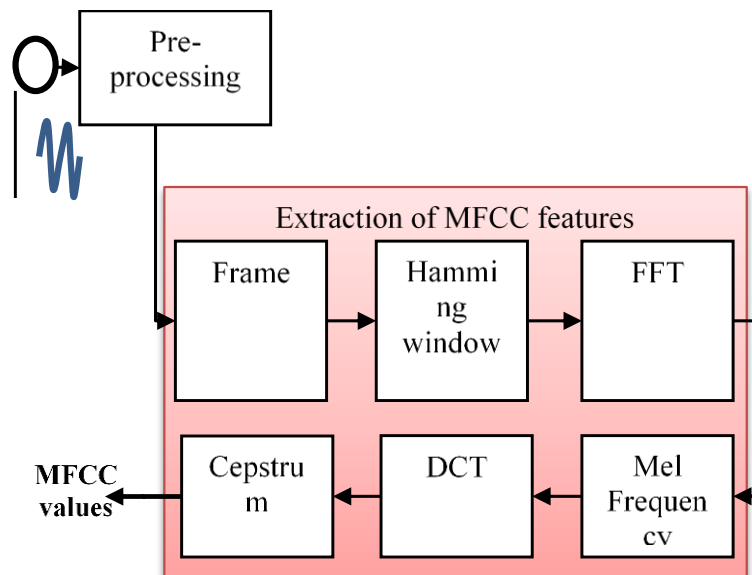 Pre-
processing
Extraction of MFCC features
Frame
Hammi
ng
window
FFT
MFCC
values
Cepstru
m
DCT
Mel
Frequen
cy